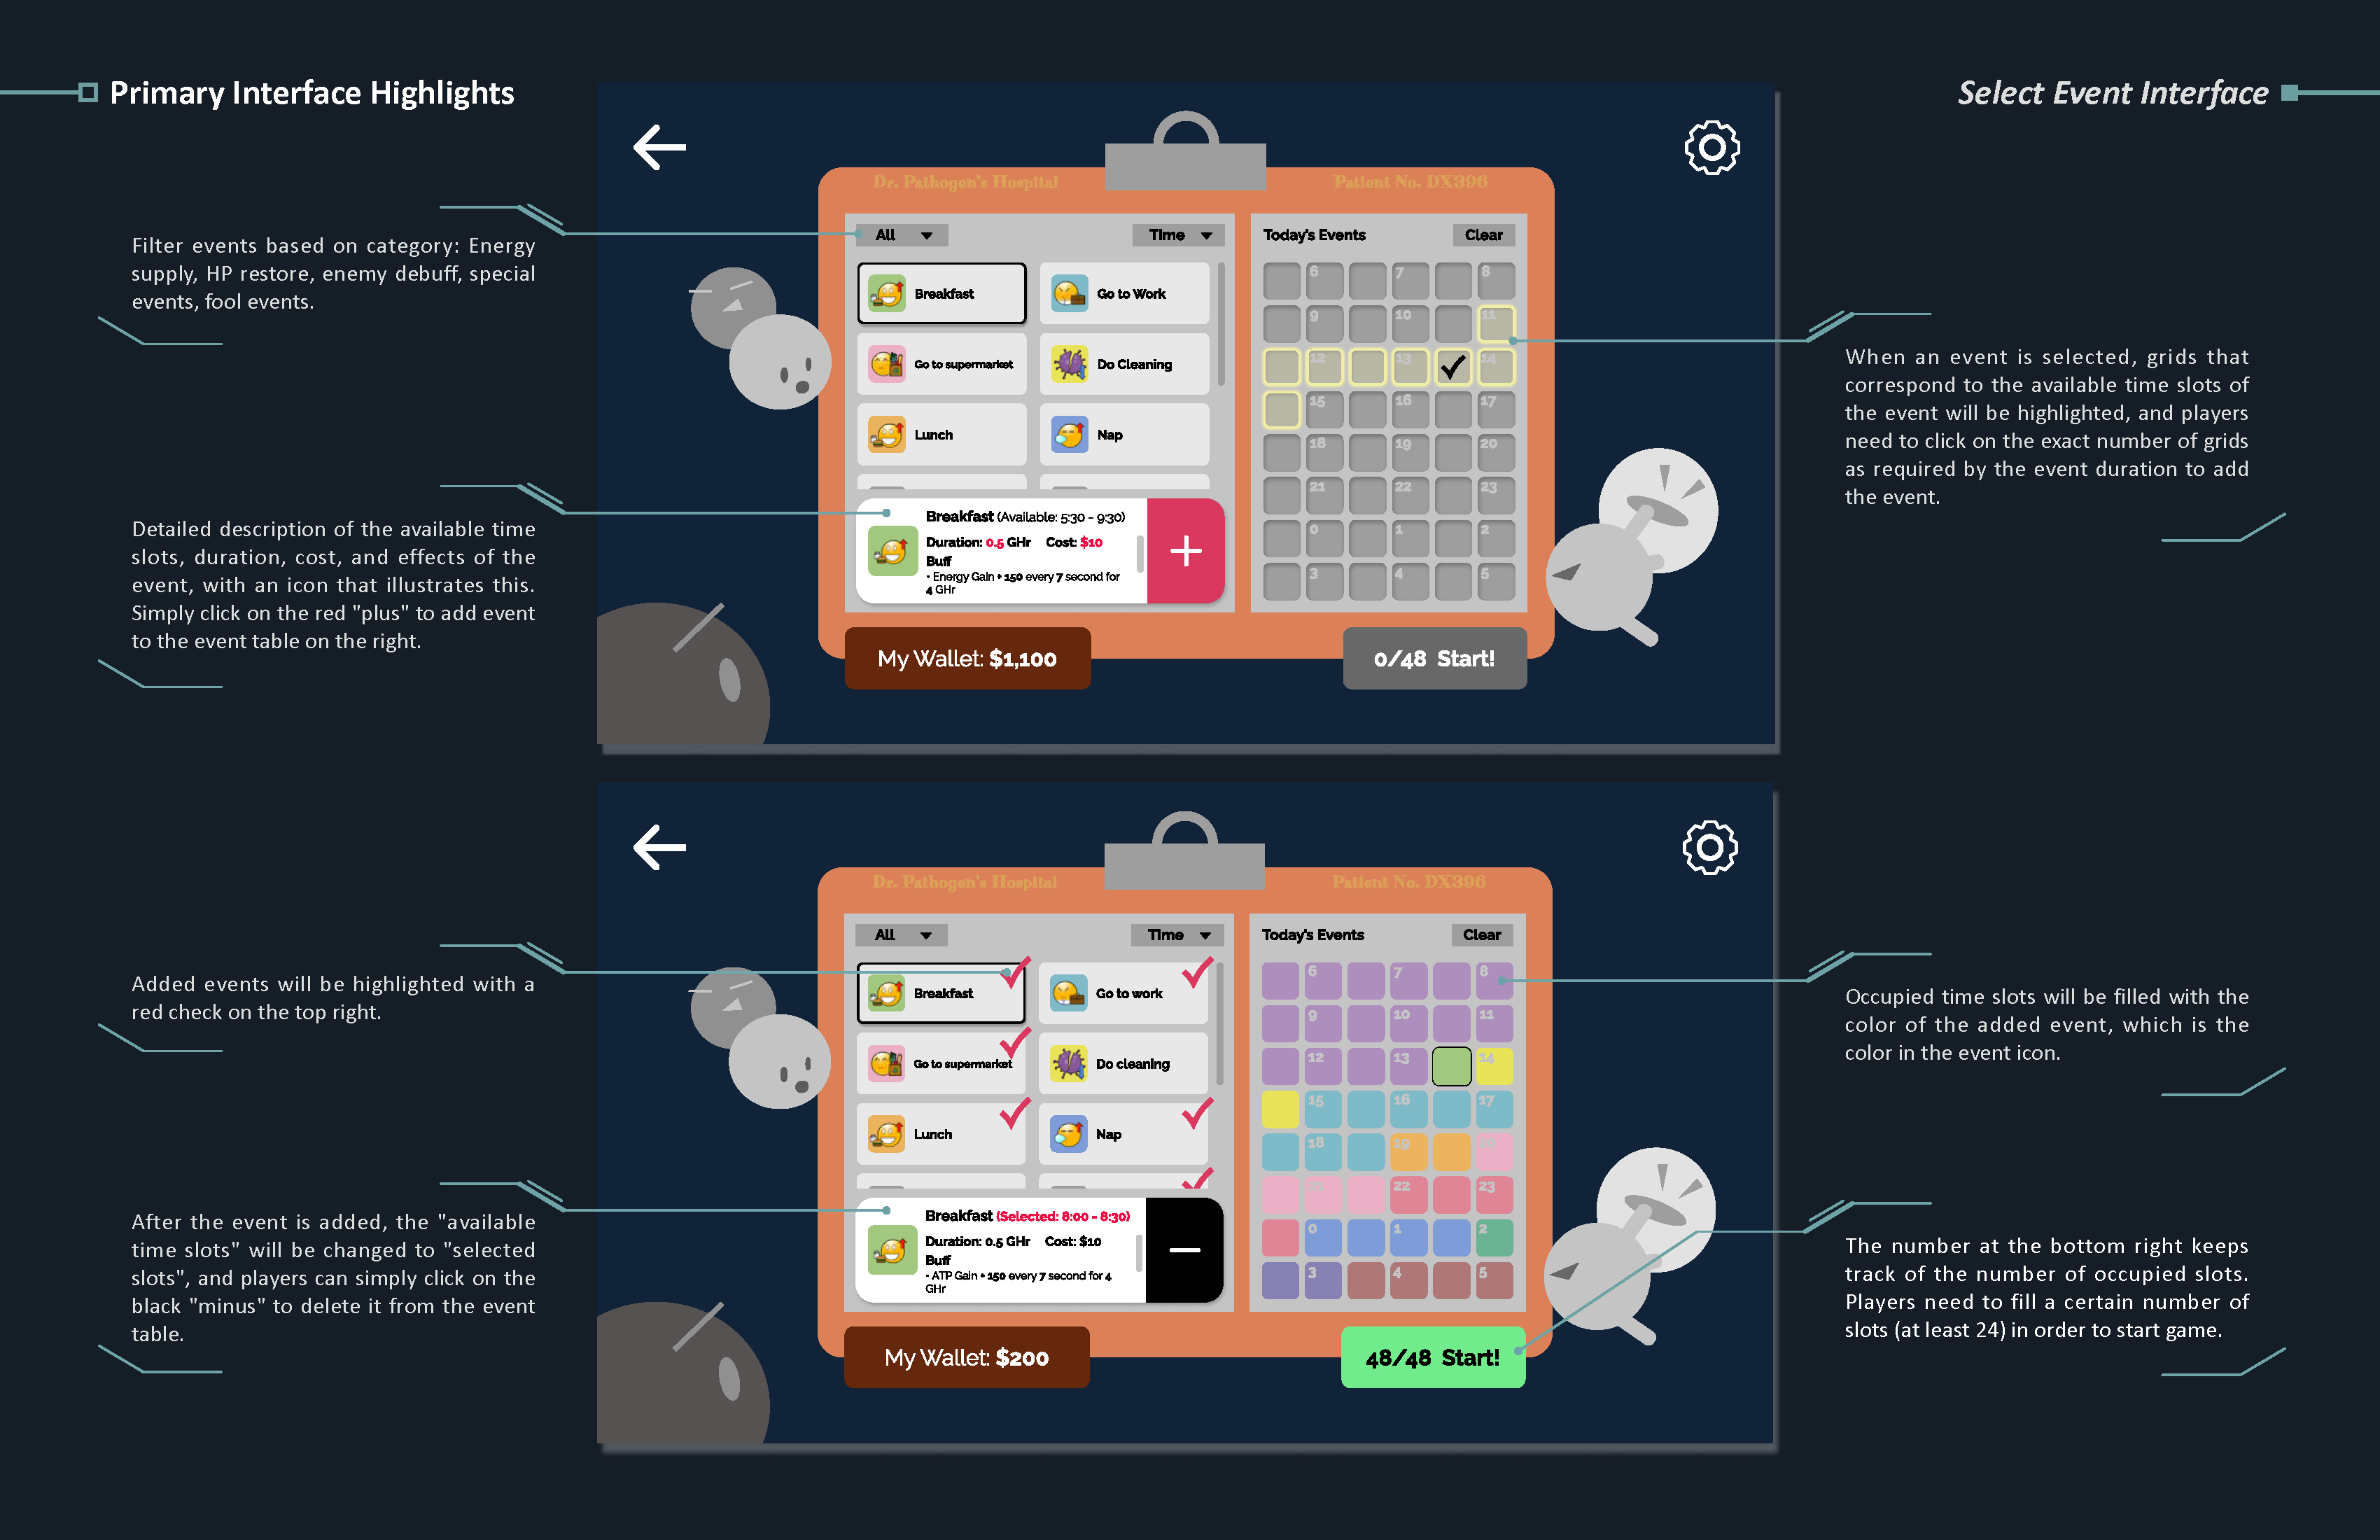 Primary Interface Highlights
Select Event Interface
Filter events based on category: Energy
supply, HP restore, enemy debuff, special
events, fool events.
Detailed description of the available time
slots, duration, cost, and effects of the
event, with an icon that illustrates this.
Simply click on the red "plus" to add event
to the event table on the right.
Dr. Pathogen's Hospital
Patient No. DX396
All
Time
Breakfast
Go to Work
Go to supermarket
Do Cleaning
Lunch
Nap
Breakfast (Available: 5:30 - 9:30)
Duration: 0.5 GHr Cost: $10
Buff
• Energy Gain + 150 every 7 second for
4 GHr
Today's Events
Clear
6 7 8
9 10 11
12 13 14
15 16 17
18 19 20
21 22 23
0 1 2
3 4 5
My Wallet: $1,100
0/48 Start!
When an event is selected, grids that
correspond to the available time slots of
the event will be highlighted, and players
need to click on the exact number of grids
as required by the event duration to add
the event.
Added events will be highlighted with a
red check on the top right.
After the event is added, the "available
time slots" will be changed to "selected
slots", and players can simply click on the
black "minus" to delete it from the event
table.
Dr. Pathogen's Hospital
Patient No. DX396
All
Time
Breakfast
Go to work
Go to supermarket
Do cleaning
Lunch
Nap
Breakfast (Selected: 8:00 - 8:30)
Duration: 0.5 GHr Cost: $10
Buff
• ATP Gain + 150 every 7 second for 4
GHr
Today's Events
Clear
6 7 8
9 10 11
12 13 14
15 16 17
18 19
22 23
0 1 2
3 4 5
My Wallet: $200
48/48 Start!
Occupied time slots will be filled with the
color of the added event, which is the
color in the event icon.
The number at the bottom right keeps
track of the number of occupied slots.
Players need to fill a certain number of
slots (at least 24) in order to start game.